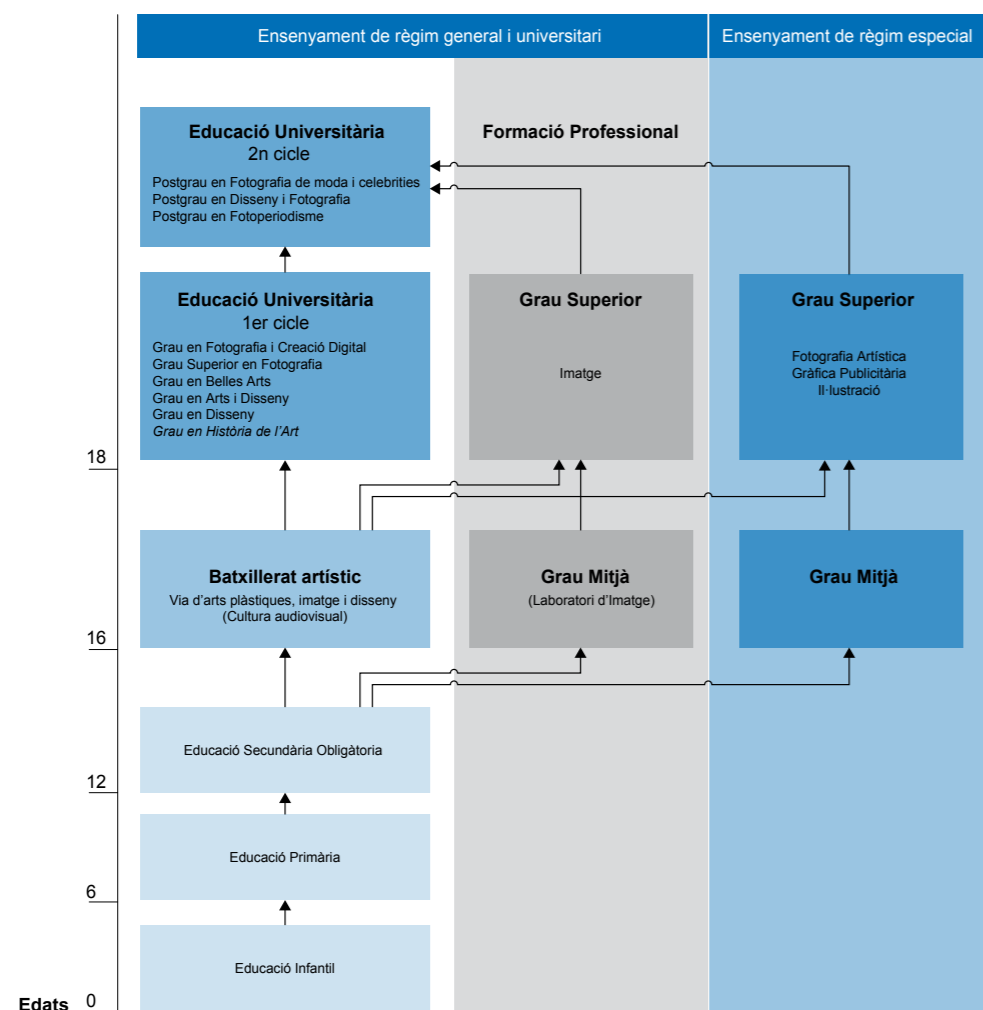 Ensenyament de règim general i universitari
Ensenyament de règim especial
Educació Universitària
2n cicle
Postgrau en Fotografia de moda i celebrities
Postgrau en Disseny i Fotografia
Postgrau en Fotoperiodisme
Formació Professional
Educació Universitària
1er cicle
Grau en Fotografia i Creació Digital
Grau Superior en Fotografia
Grau en Belles Arts
Grau en Arts i Disseny
Grau en Disseny
Grau en Història de l'Art
Grau Superior
Imatge
Grau Superior
Fotografia Artística
Gràfica Publicitària
Il·lustració
18
Batxillerat artístic
Via d'arts plàstiques, imatge i disseny
(Cultura audiovisual)
Grau Mitjà
(Laboratori d'Imatge)
Grau Mitjà
16
Educació Secundària Obligàtoria
12
Educació Primària
6
Educació Infantil
Edats 0